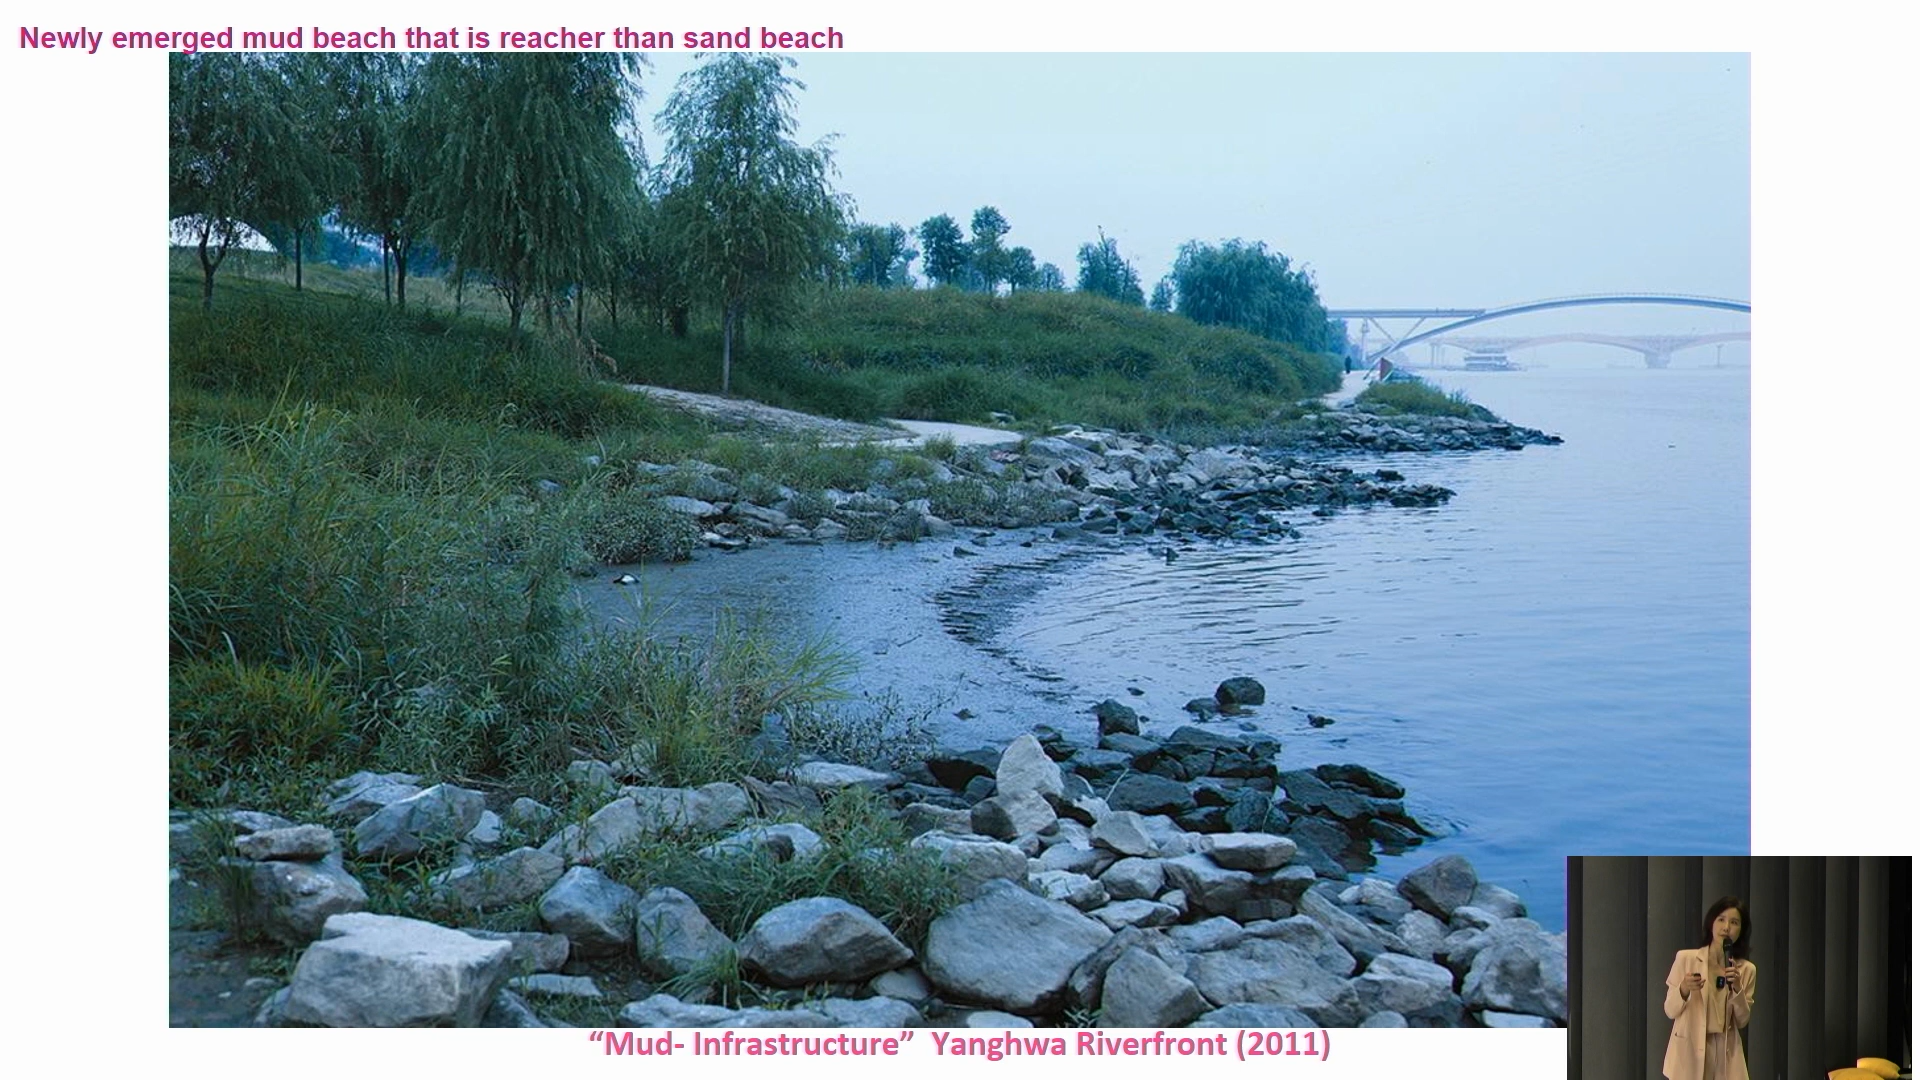 Newly emerged mud beach that is reacher than sand beach
“Mud- Infrastructure”  Yanghwa Riverfront (2011)